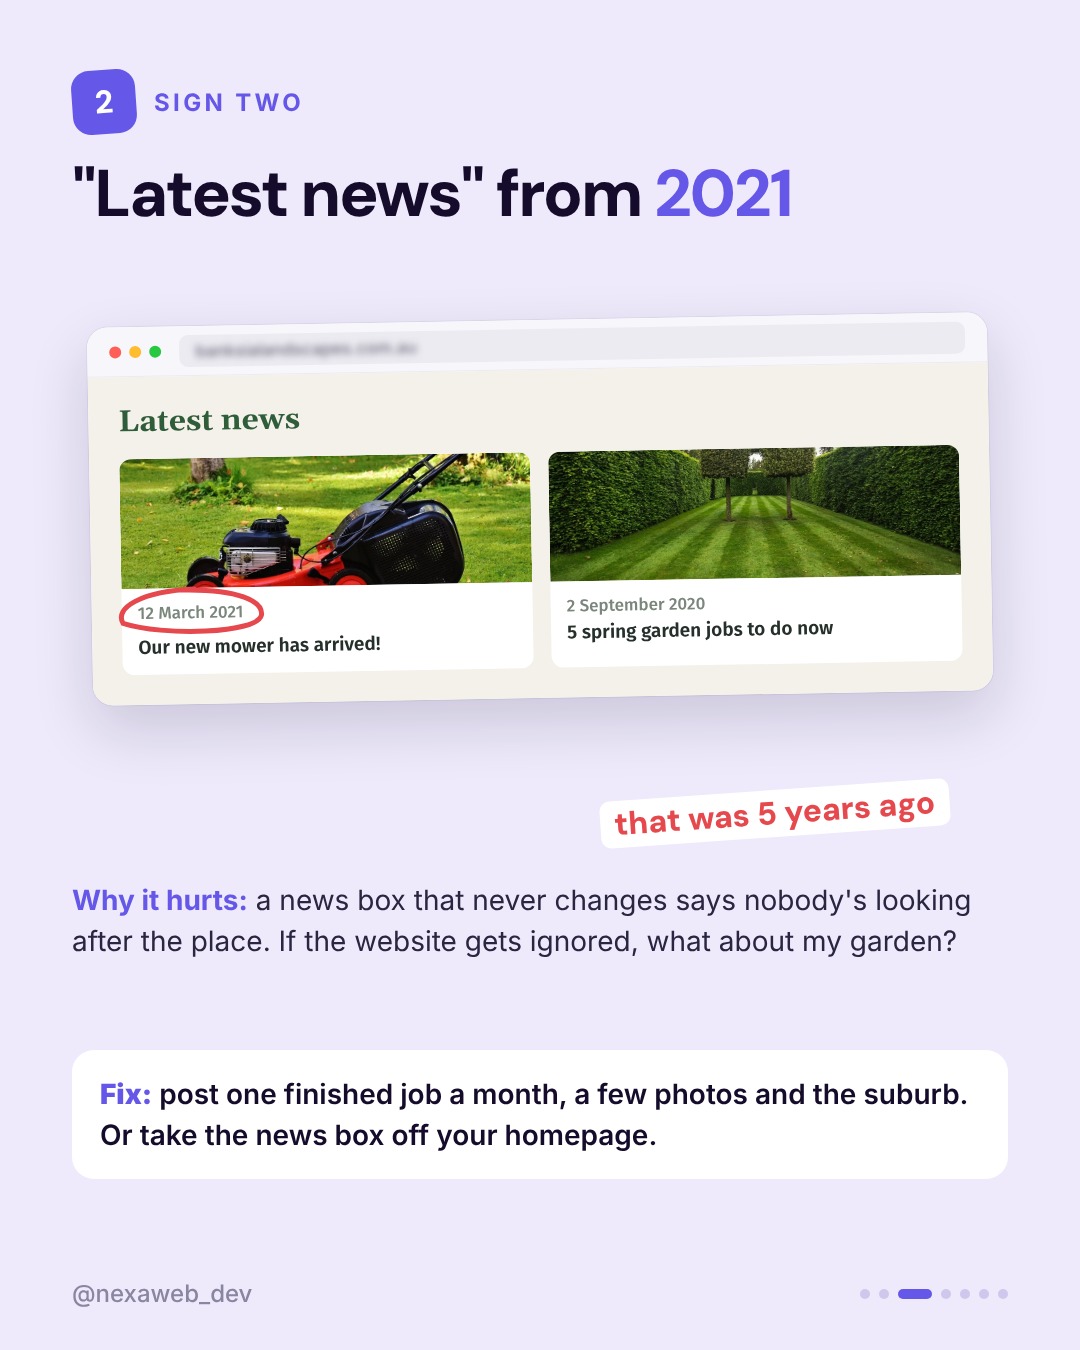 2
SIGN TWO
"Latest news" from 2021
Latest news
12 March 2021
Our new mower has arrived!
2 September 2020
5 spring garden jobs to do now
that was 5 years ago
Why it hurts: a news box that never changes says nobody's looking
after the place. If the website gets ignored, what about my garden?
Fix: post one finished job a month, a few photos and the suburb.
Or take the news box off your homepage.
@nexaweb_dev